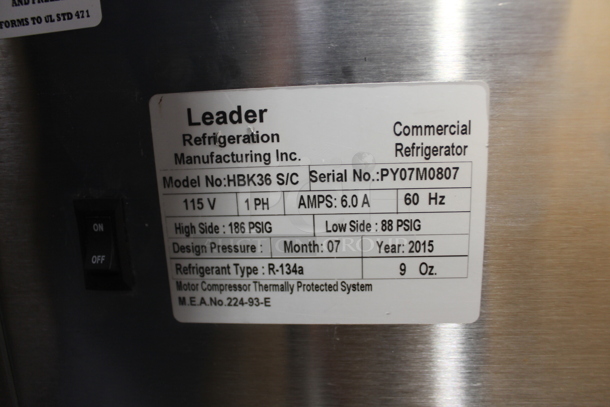 AND
FORMS TO UL STD 471
Leader
Refrigeration
Manufacturing Inc.
Commercial
Refrigerator
Model No:HBK36 S/C Serial No.:PY07M0807
115 V 1 PH AMPS: 6.0 A 60 Hz
High Side : 186 PSIG Low Side : 88 PSIG
Design Pressure : Month: 07 Year: 2015
Refrigerant Type : R-134a 9 Oz.
Motor Compressor Thermally Protected System
M.E.A.No.224-93-E
ON
OFF